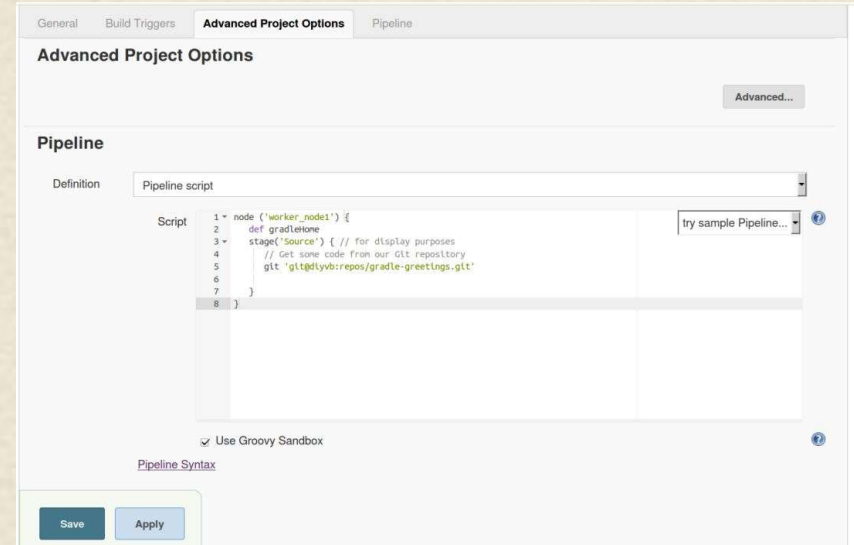 General Build Triggers Advanced Project Options Pipeline
Advanced Project Options
Advanced...
Pipeline
Definition Pipeline script
Script
try sample Pipeline...
1 node ('worker_node1') {
2 def gradleHome
3 stage('Source') { // for display purposes
4 // Get some code from our Git repository
5 git 'git@diyvb:repos/gradle-greetings.git'
6
7 }
8 }
Use Groovy Sandbox
Pipeline Syntax
Save Apply